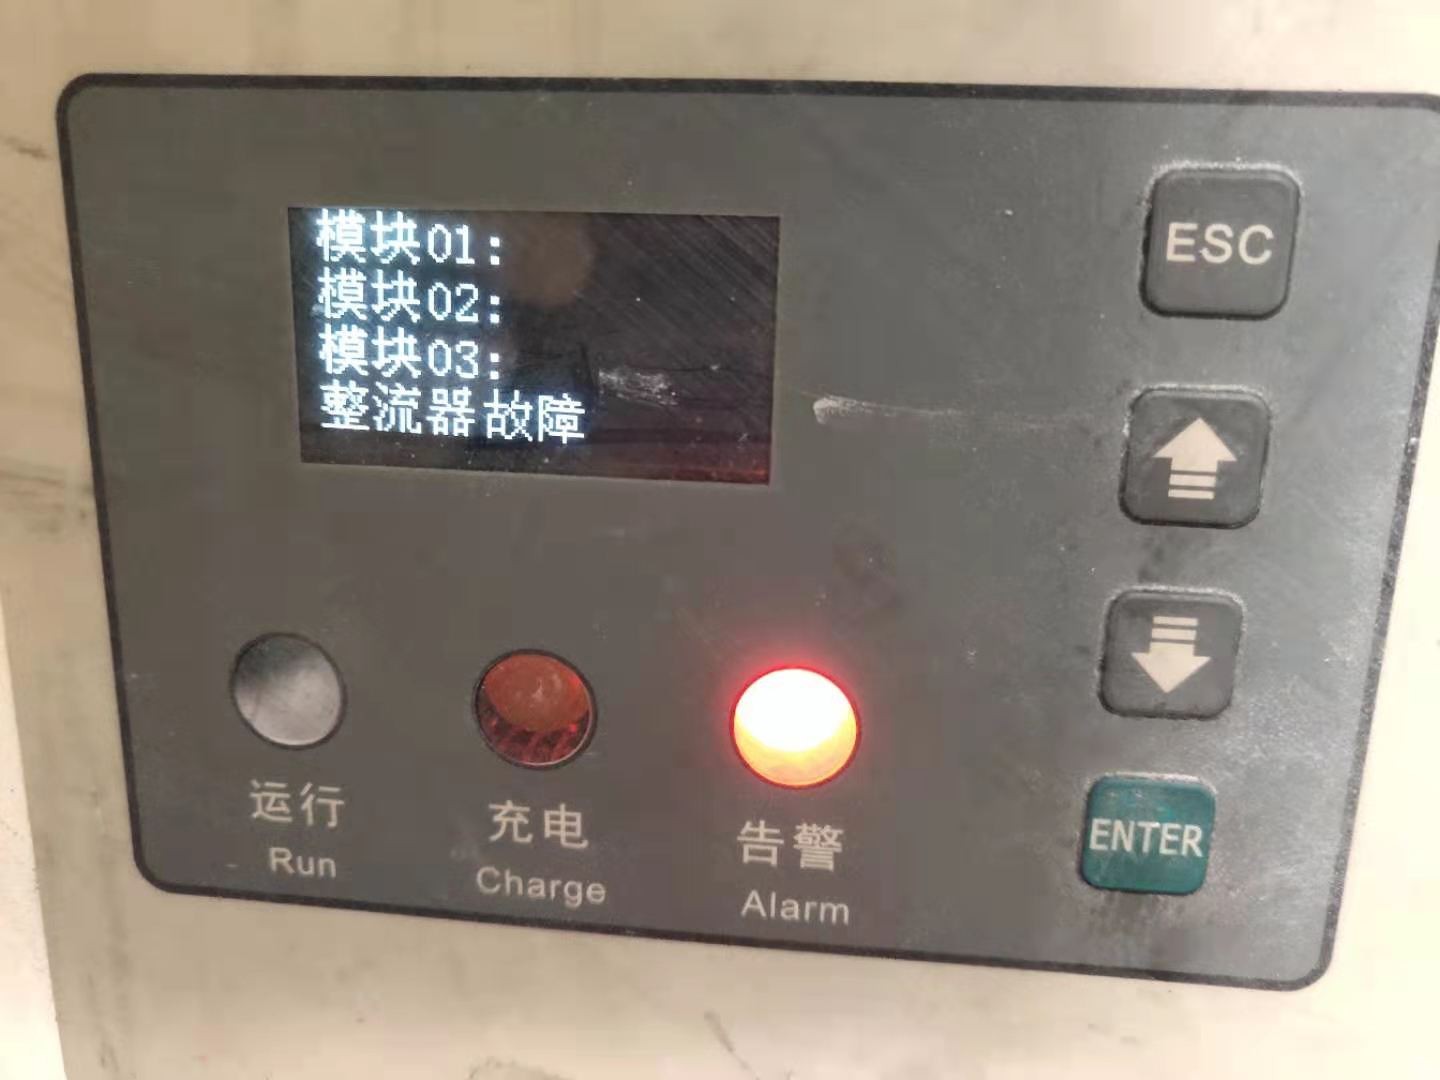 模块01:
模块02:
模块03:
整流器故障
ESC
运行
Run
充电
Charge
告警
Alarm
ENTER